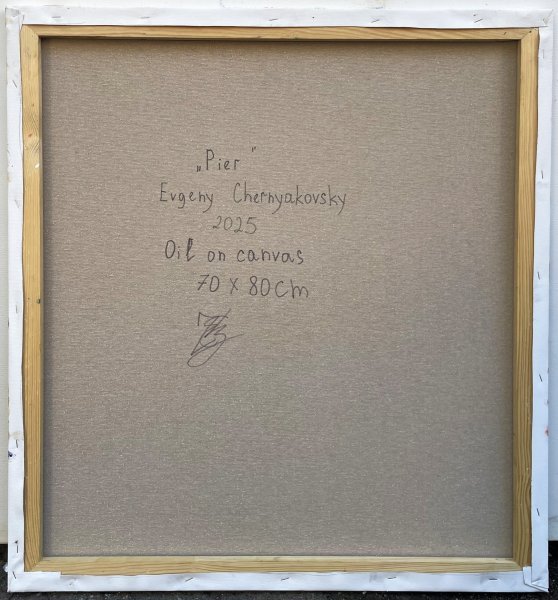 „Pier"
Evgeny Chernyakovsky
2025
Oil on canvas
70 x 80 cm